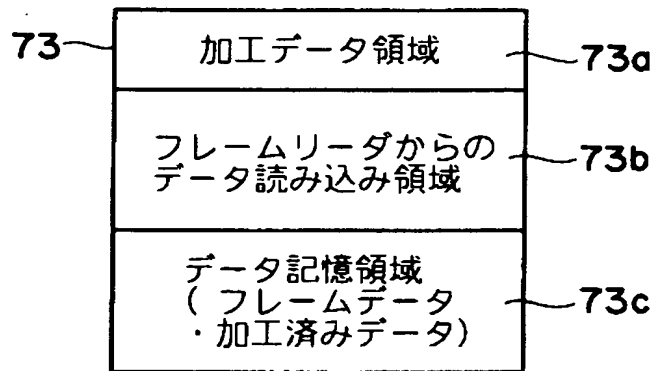 73
加工データ領域
73a
フレームリーダからの
データ読み込み領域
73b
データ記憶領域
(フレームデータ
・加工済みデータ)
73c